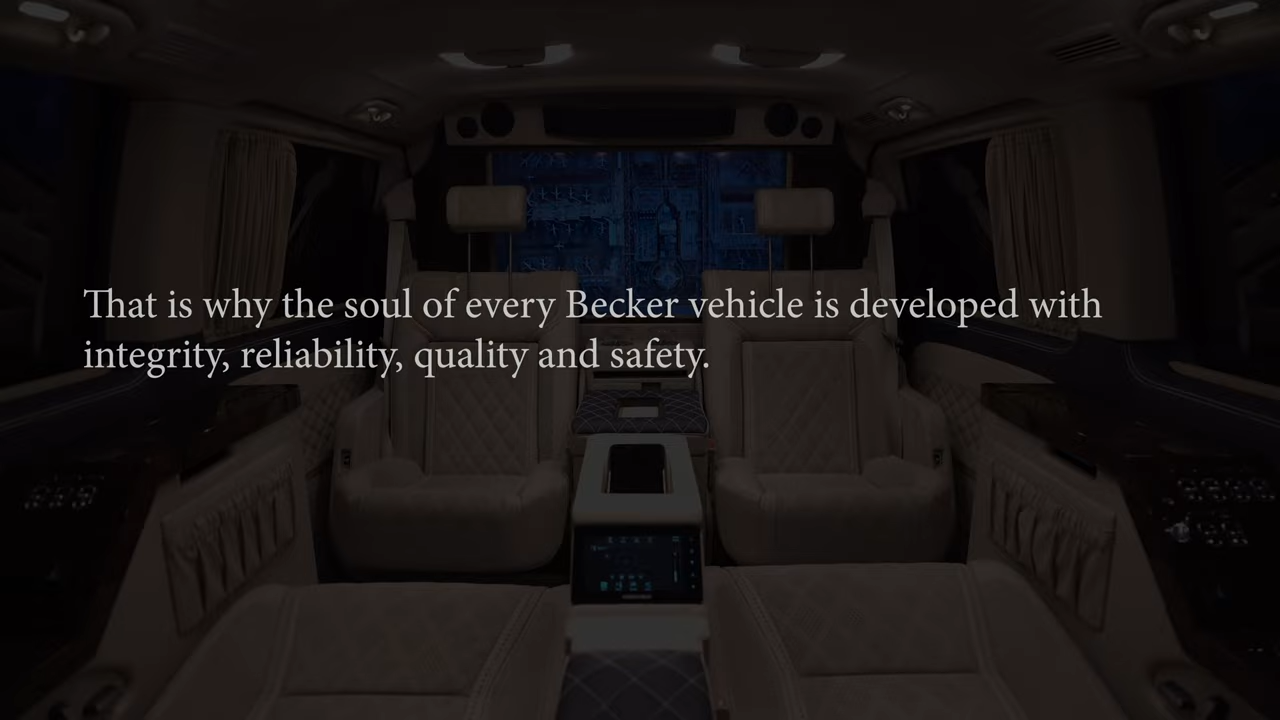 That is why the soul of every Becker vehicle is developed with
integrity, reliability, quality and safety.